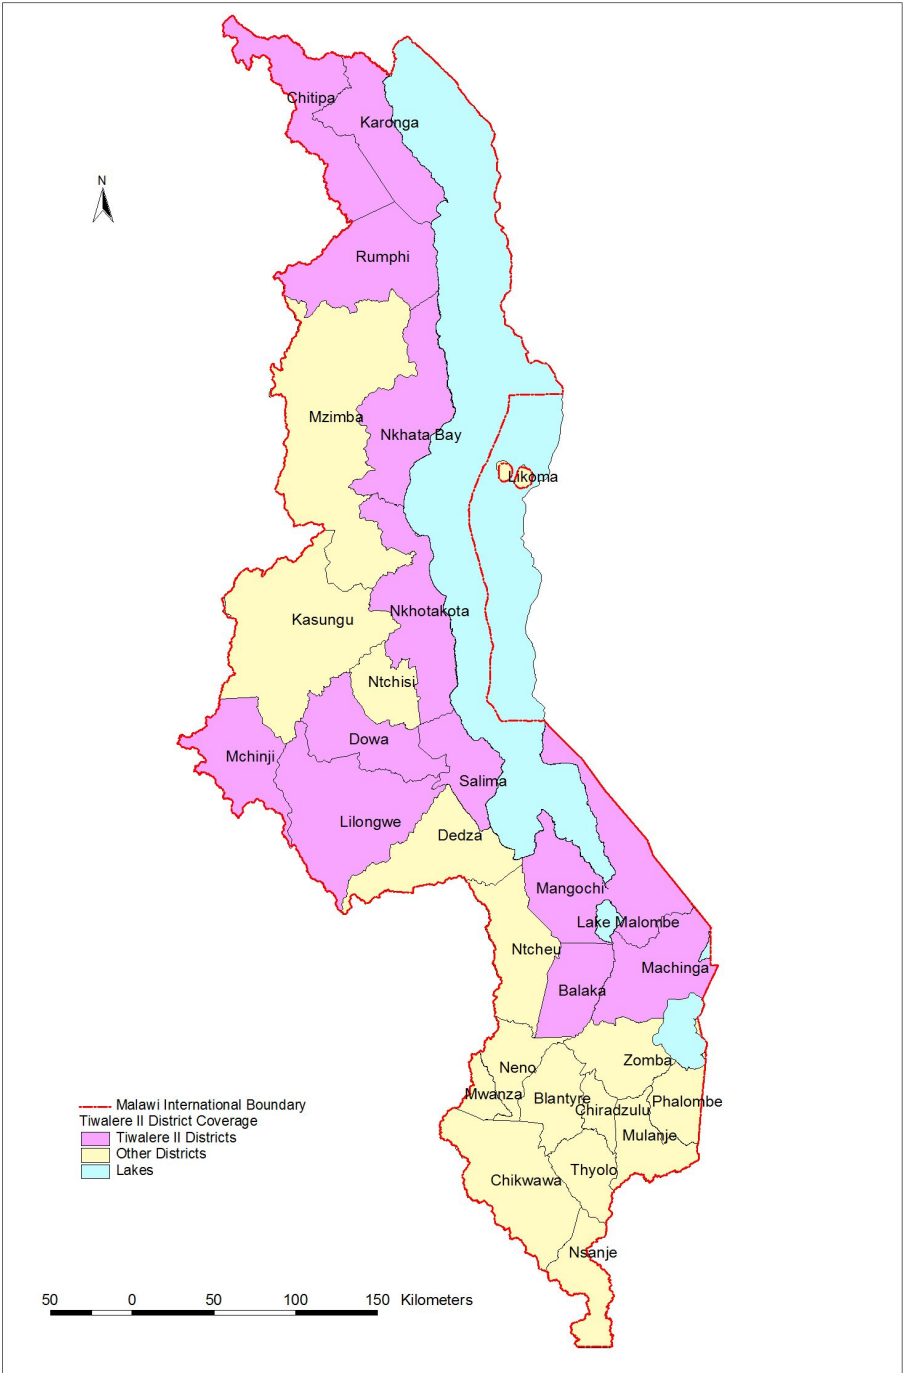 Chitipa
Karonga
N
Rumphi
Mzimba
Nkhata Bay
Likoma
Nkhotakota
Kasungu
Ntchisi
Dowa
Mchinji
Salima
Lilongwe
Dedza
Mangochi
Lake Malombe
Ntcheu
Machinga
Balaka
Zomba
Neno
Mwanza
Blantyre
Phalombe
Chiradzulu
Mulanje
Thyolo
Chikwawa
Nsanje
Malawi International Boundary
Tiwalere II District Coverage
Tiwalere II Districts
Other Districts
Lakes
50 0 50 100 150 Kilometers